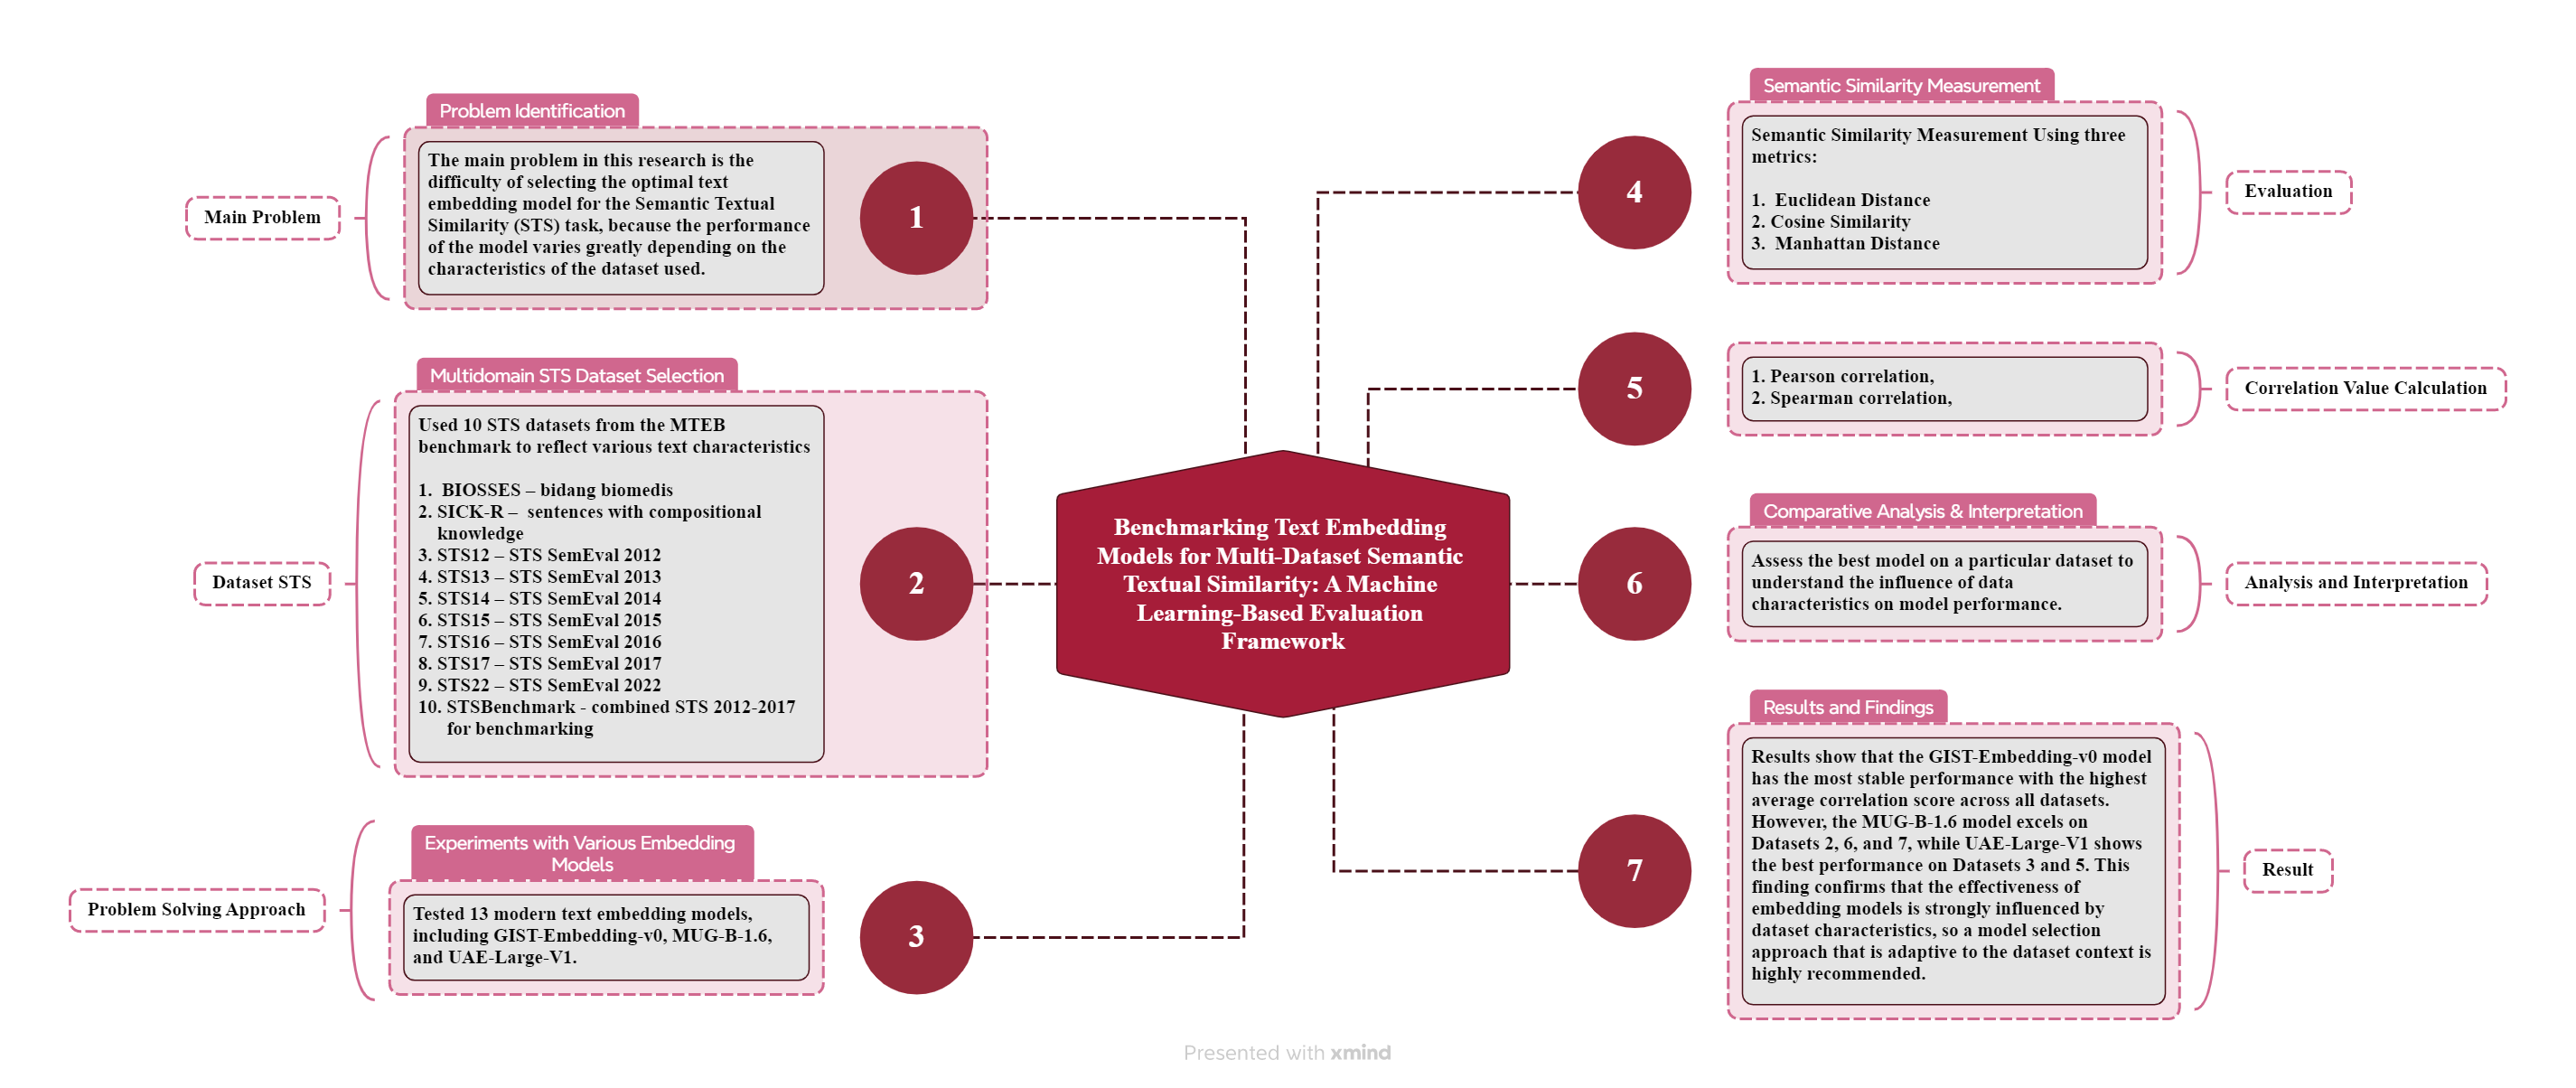 Problem Identification
Main Problem
The main problem in this research is the
difficulty of selecting the optimal text
embedding model for the Semantic Textual
Similarity (STS) task, because the performance
of the model varies greatly depending on the
characteristics of the dataset used.
1
Multidomain STS Dataset Selection
Dataset STS
Used 10 STS datasets from the MTEB
benchmark to reflect various text characteristics
1. BIOSSES – bidang biomedis
2. SICK-R – sentences with compositional
knowledge
3. STS12 – STS SemEval 2012
4. STS13 – STS SemEval 2013
5. STS14 – STS SemEval 2014
6. STS15 – STS SemEval 2015
7. STS16 – STS SemEval 2016
8. STS17 – STS SemEval 2017
9. STS22 – STS SemEval 2022
10. STSBenchmark - combined STS 2012-2017
for benchmarking
2
Experiments with Various Embedding
Models
Problem Solving Approach
Tested 13 modern text embedding models,
including GIST-Embedding-v0, MUG-B-1.6,
and UAE-Large-V1.
3
Benchmarking Text Embedding
Models for Multi-Dataset Semantic
Textual Similarity: A Machine
Learning-Based Evaluation
Framework
Semantic Similarity Measurement
4
Semantic Similarity Measurement Using three
metrics:
1. Euclidean Distance
2. Cosine Similarity
3. Manhattan Distance
Evaluation
5
1. Pearson correlation,
2. Spearman correlation,
Correlation Value Calculation
Comparative Analysis & Interpretation
6
Assess the best model on a particular dataset to
understand the influence of data
characteristics on model performance.
Analysis and Interpretation
Results and Findings
7
Results show that the GIST-Embedding-v0 model
has the most stable performance with the highest
average correlation score across all datasets.
However, the MUG-B-1.6 model excels on
Datasets 2, 6, and 7, while UAE-Large-V1 shows
the best performance on Datasets 3 and 5. This
finding confirms that the effectiveness of
embedding models is strongly influenced by
dataset characteristics, so a model selection
approach that is adaptive to the dataset context is
highly recommended.
Result
Presented with xmind